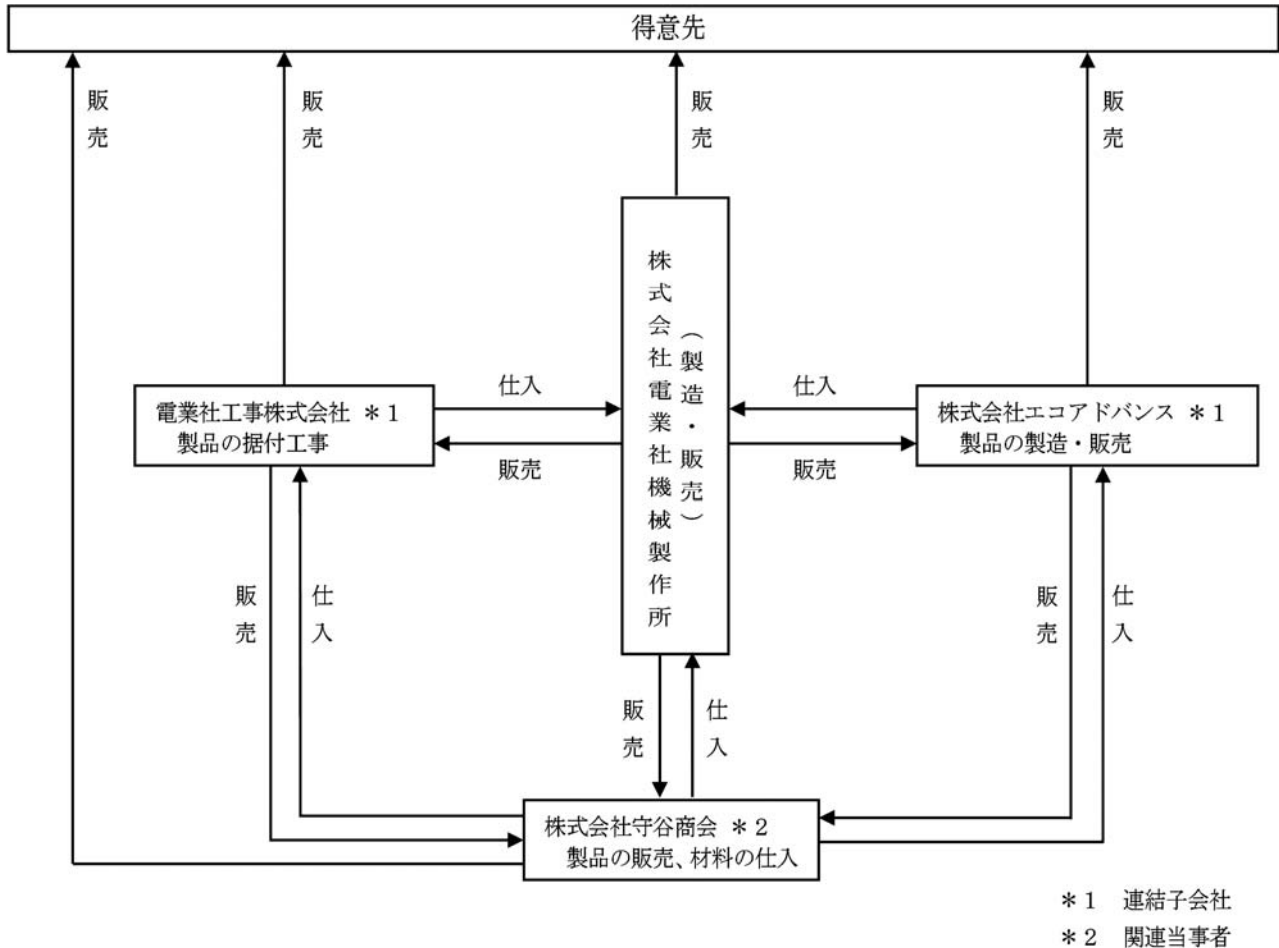 得意先
販売
販売
販売
販売
株式会社電業社機械製作所
（製造・販売）
仕入
仕入
電業社工事株式会社 ＊1
製品の据付工事
株式会社エコアドバンス ＊1
製品の製造・販売
販売
販売
販売
仕入
販売
仕入
販売
仕入
株式会社守谷商会 ＊2
製品の販売、材料の仕入
＊1 連結子会社
＊2 関連当事者